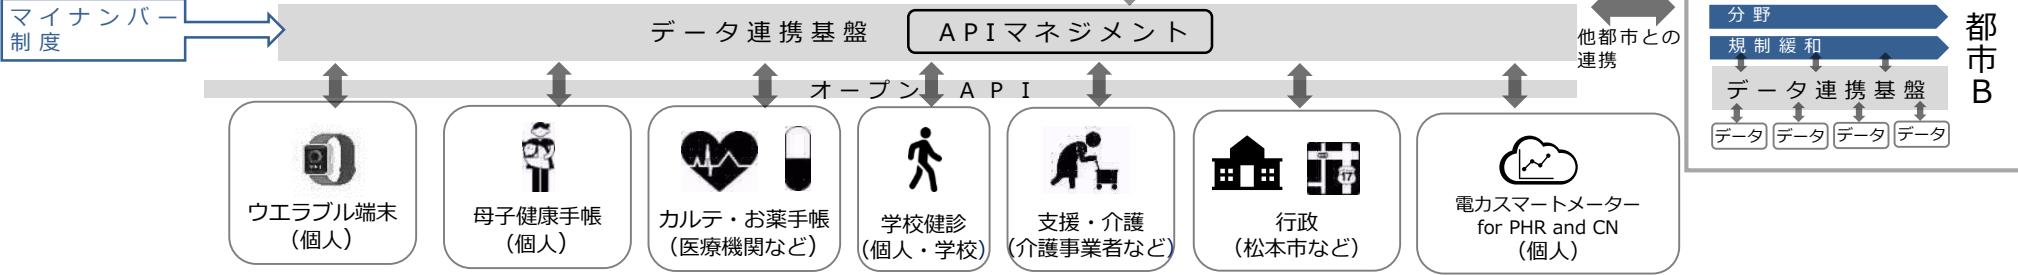 マイナンバー
制度
データ連携基盤
APIマネジメント
他都市との
連携
オープン API
ウエラブル端末
（個人）
母子健康手帳
（個人）
カルテ・お薬手帳
（医療機関など）
学校健診
（個人・学校）
支援・介護
（介護事業者など）
17
行政
（松本市など）
電力スマートメーター
for PHR and CN
（個人）
分野
規制緩和
データ連携基盤
データ
データ
データ
データ
都市B